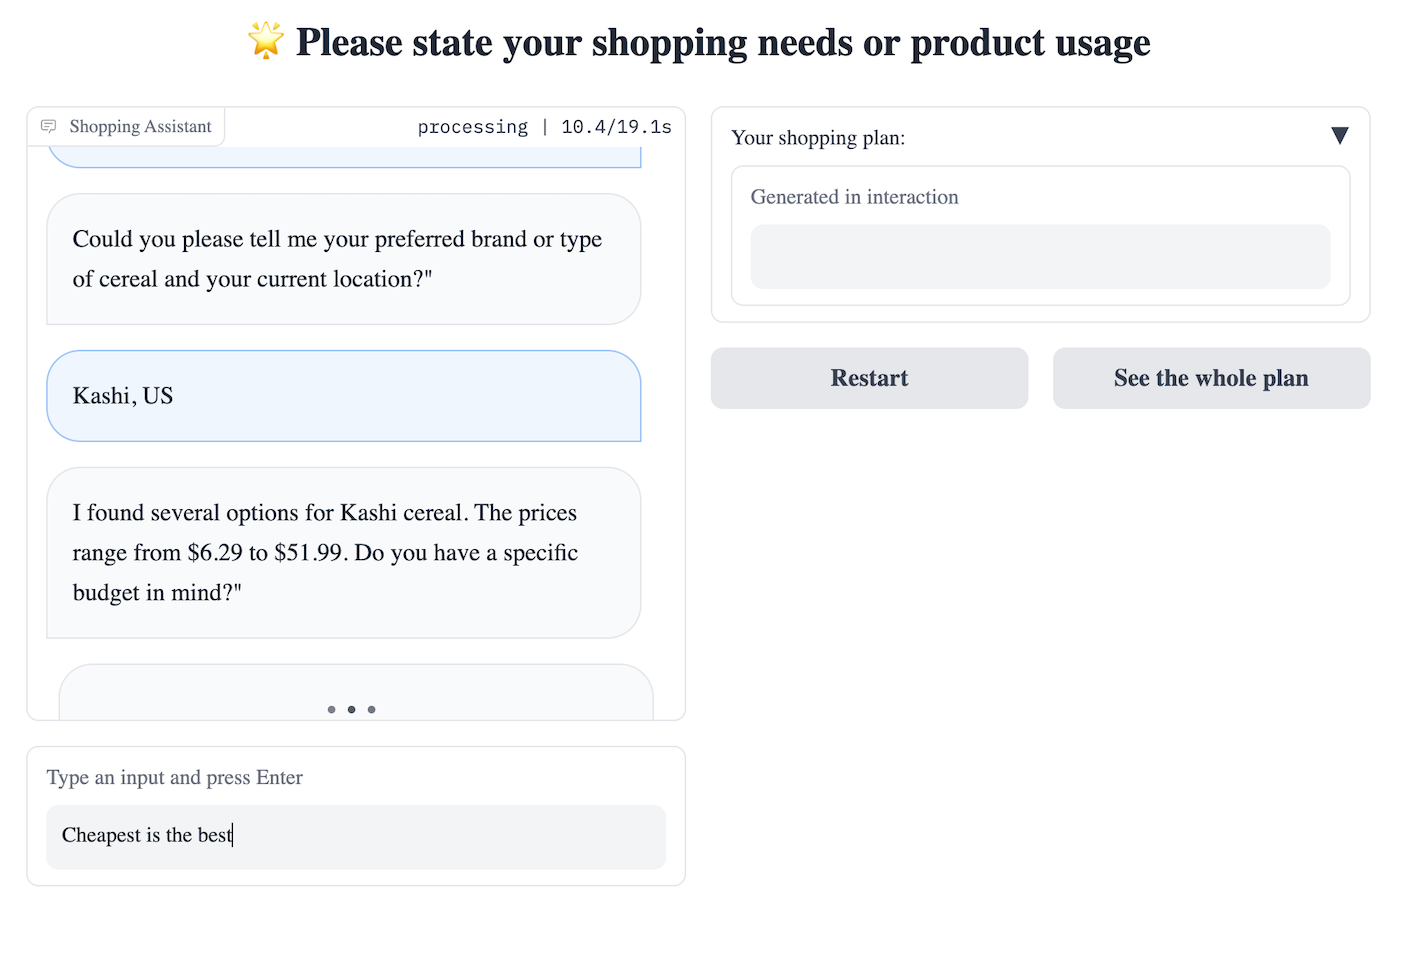 🌟 Please state your shopping needs or product usage
Shopping Assistant
processing | 10.4/19.1s
Could you please tell me your preferred brand or type
of cereal and your current location?"
Kashi, US
I found several options for Kashi cereal. The prices
range from $6.29 to $51.99. Do you have a specific
budget in mind?"
Type an input and press Enter
Cheapest is the best
Your shopping plan:
▼
Generated in interaction
Restart
See the whole plan